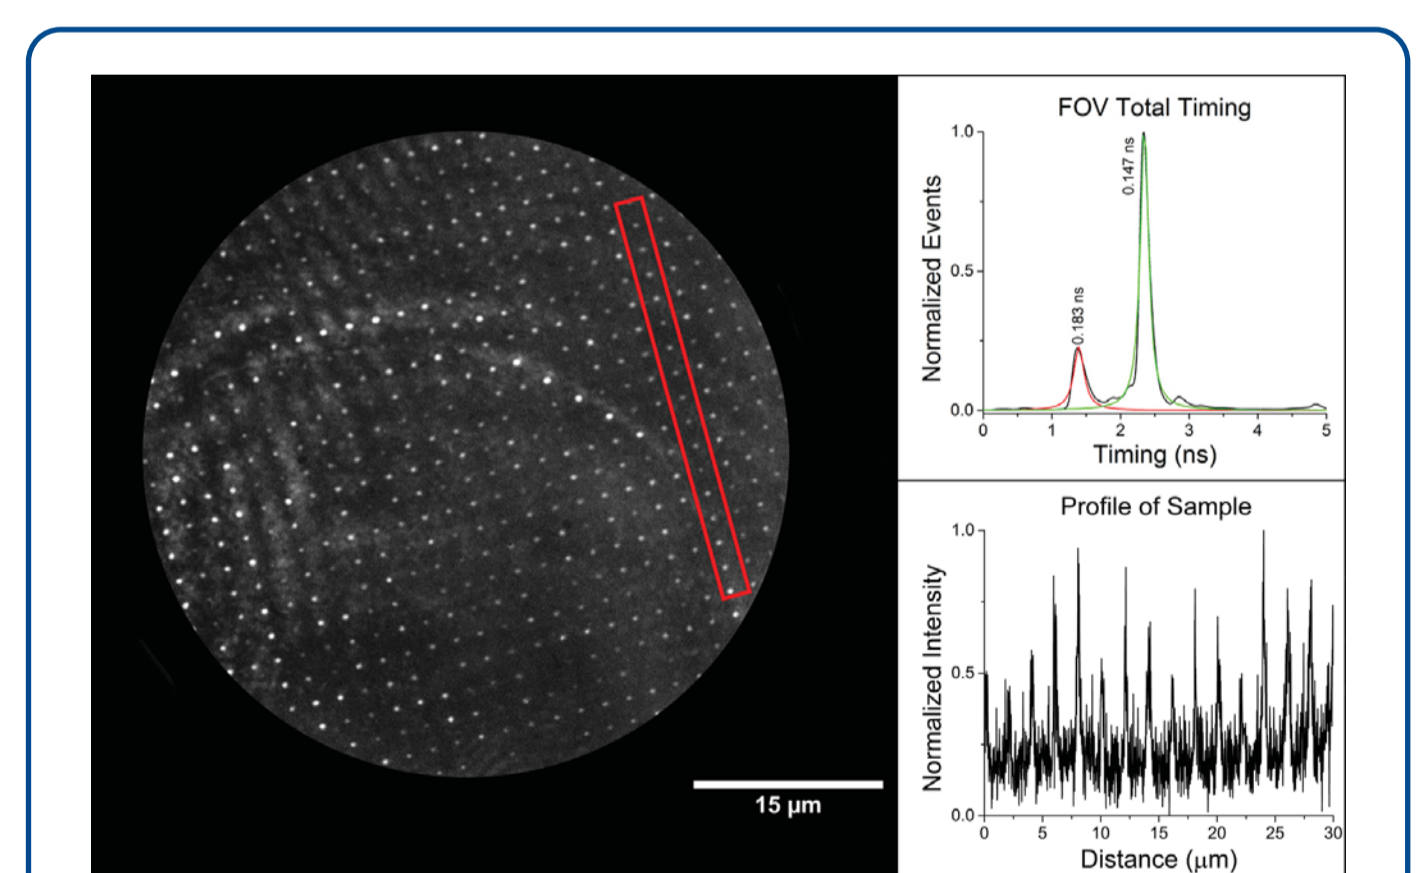 15 µm
FOV Total Timing
Normalized Events
1.0
0.5
0.0
0.147 ns
0.183 ns
0 1 2 3 4 5
Timing (ns)
Profile of Sample
Normalized Intensity
1.0
0.5
0.0
0 5 10 15 20 25 30
Distance (µm)